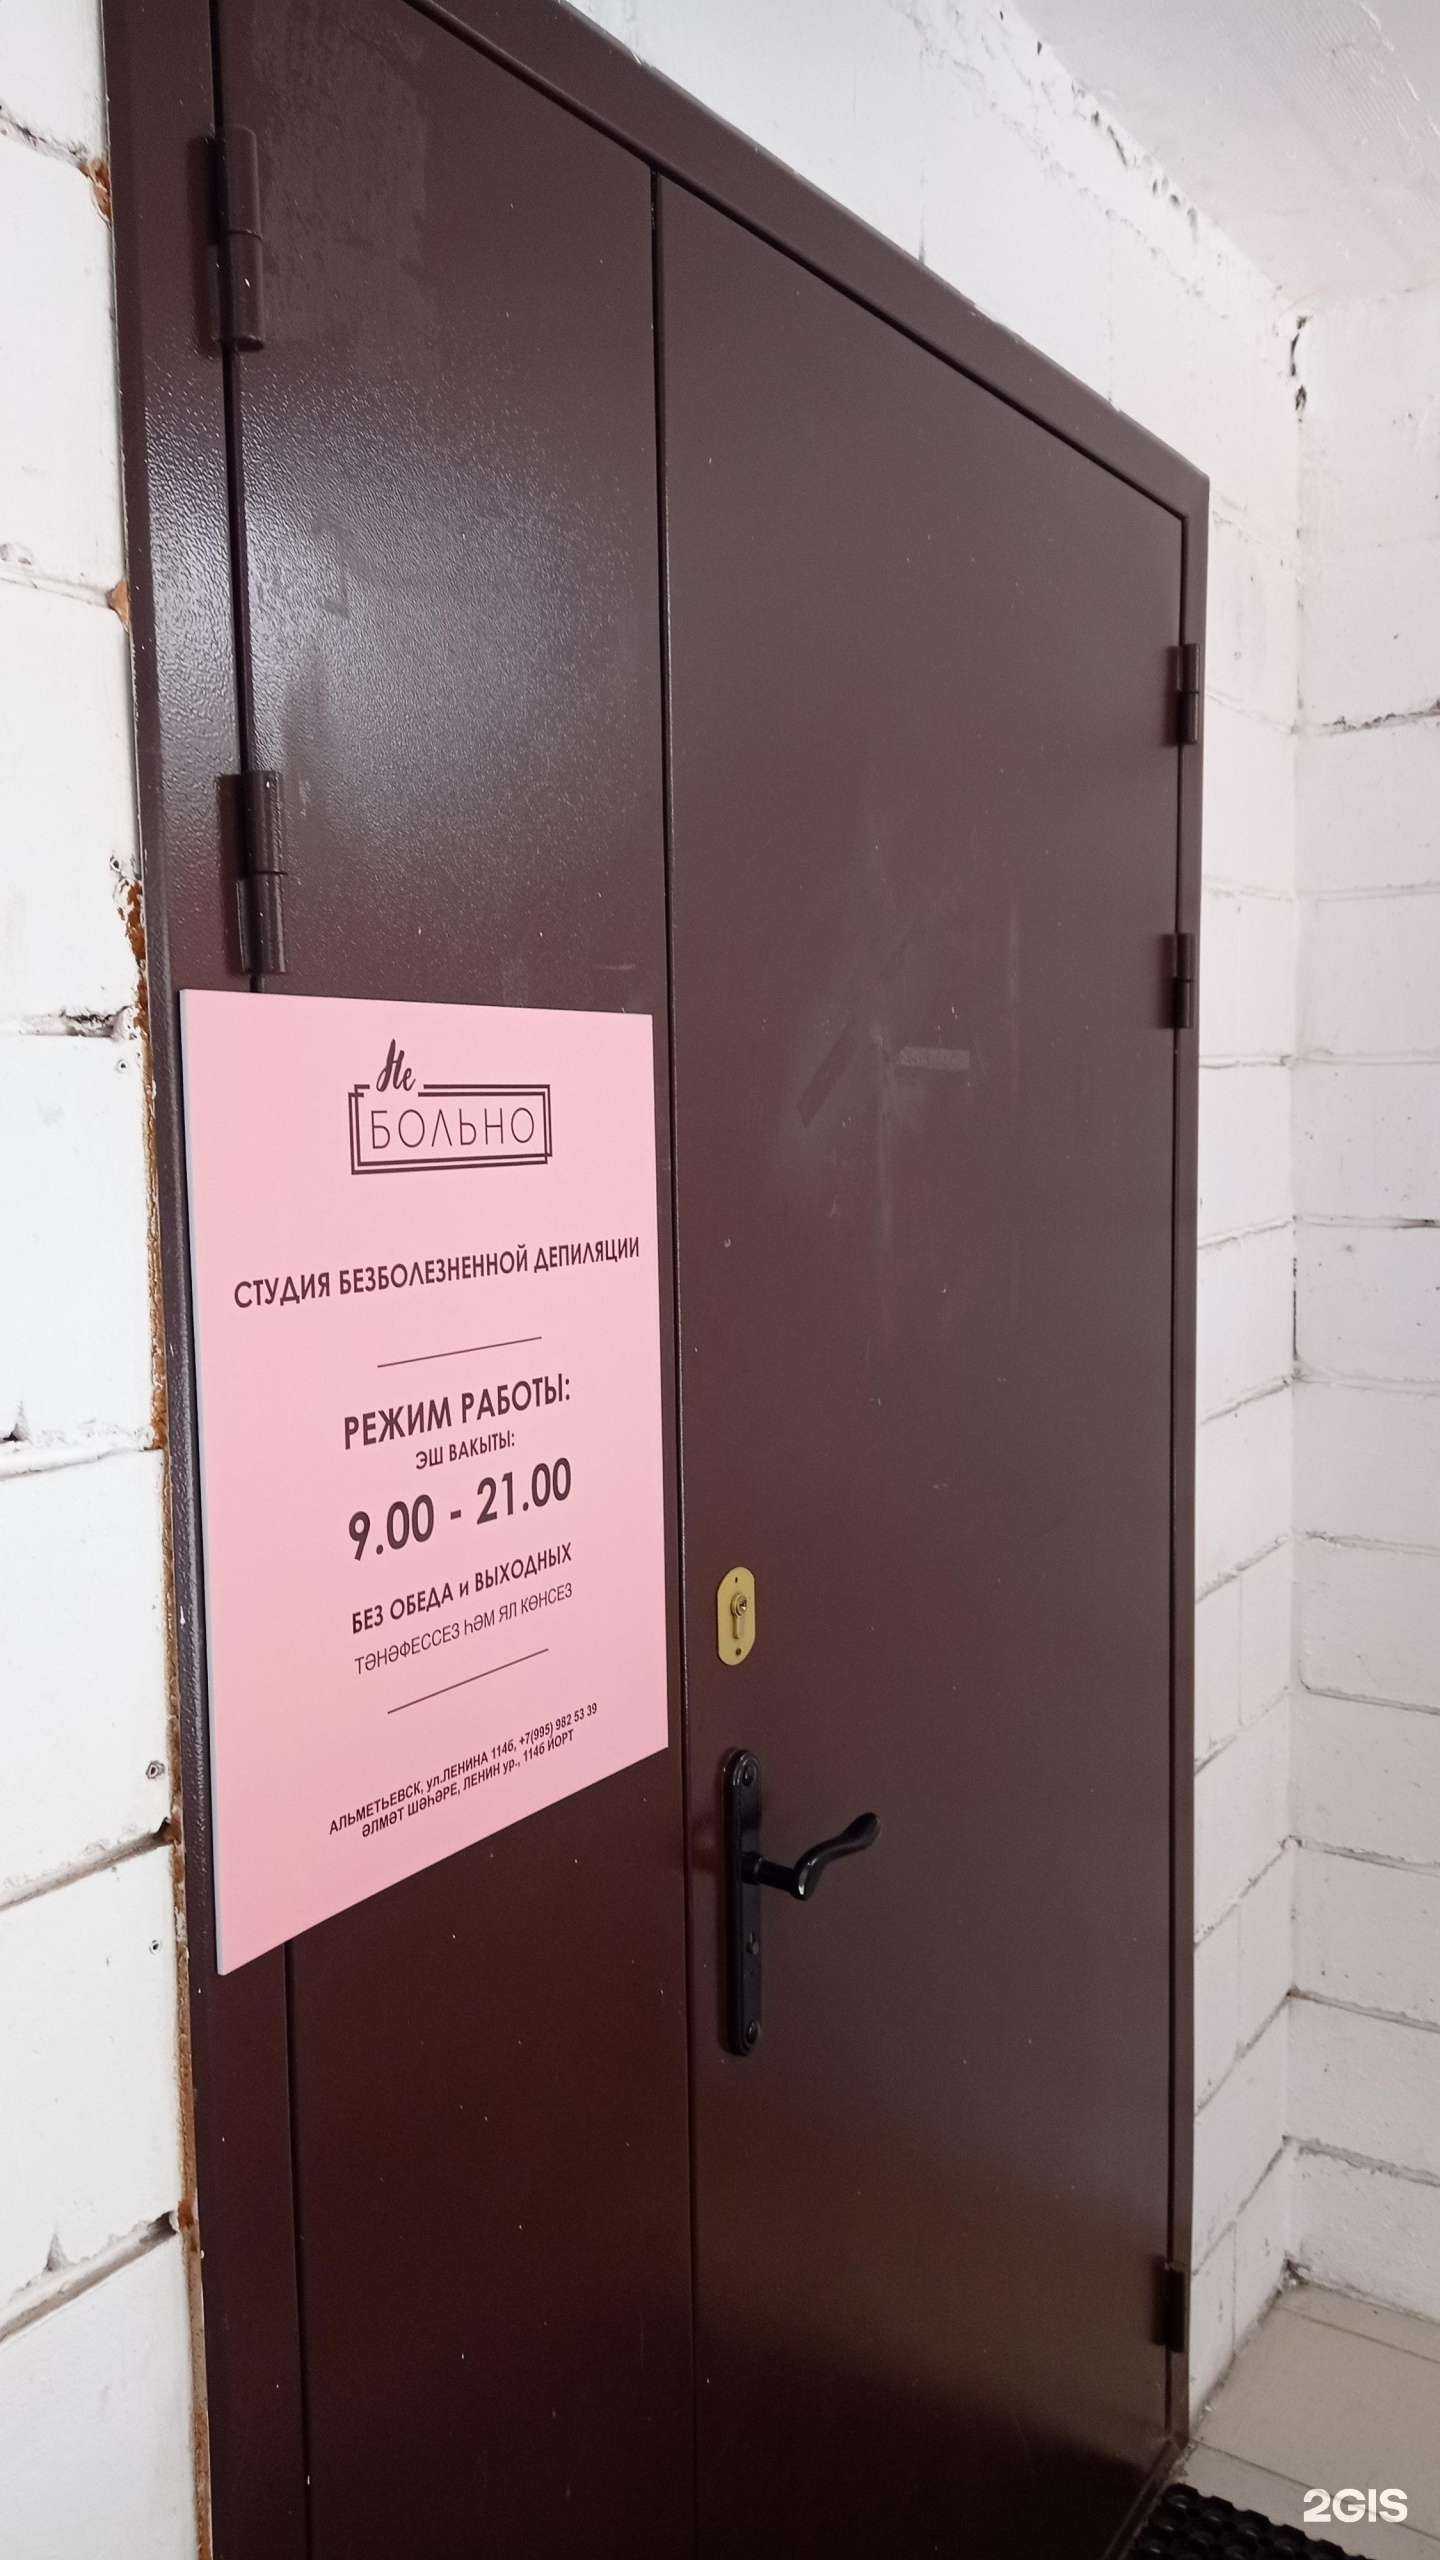 Не
БОЛЬНО
СТУДИЯ БЕЗБОЛЕЗНЕННОЙ ДЕПИЛЯЦИИ
РЕЖИМ РАБОТЫ:
ЭШ ВАКЫТЫ:
9.00 - 21.00
БЕЗ ОБЕДА и ВЫХОДНЫХ
ТӘНӘФЕССЕЗ ҺӘМ ЯЛ КӨНСЕЗ
АЛЬМЕТЬЕВСК, ул.ЛЕНИНА 114б, +7(995) 982 53 39
ӘЛМӘТ ШӘҺӘРЕ, ЛЕНИН ур., 114б ЙОРТ
2GIS